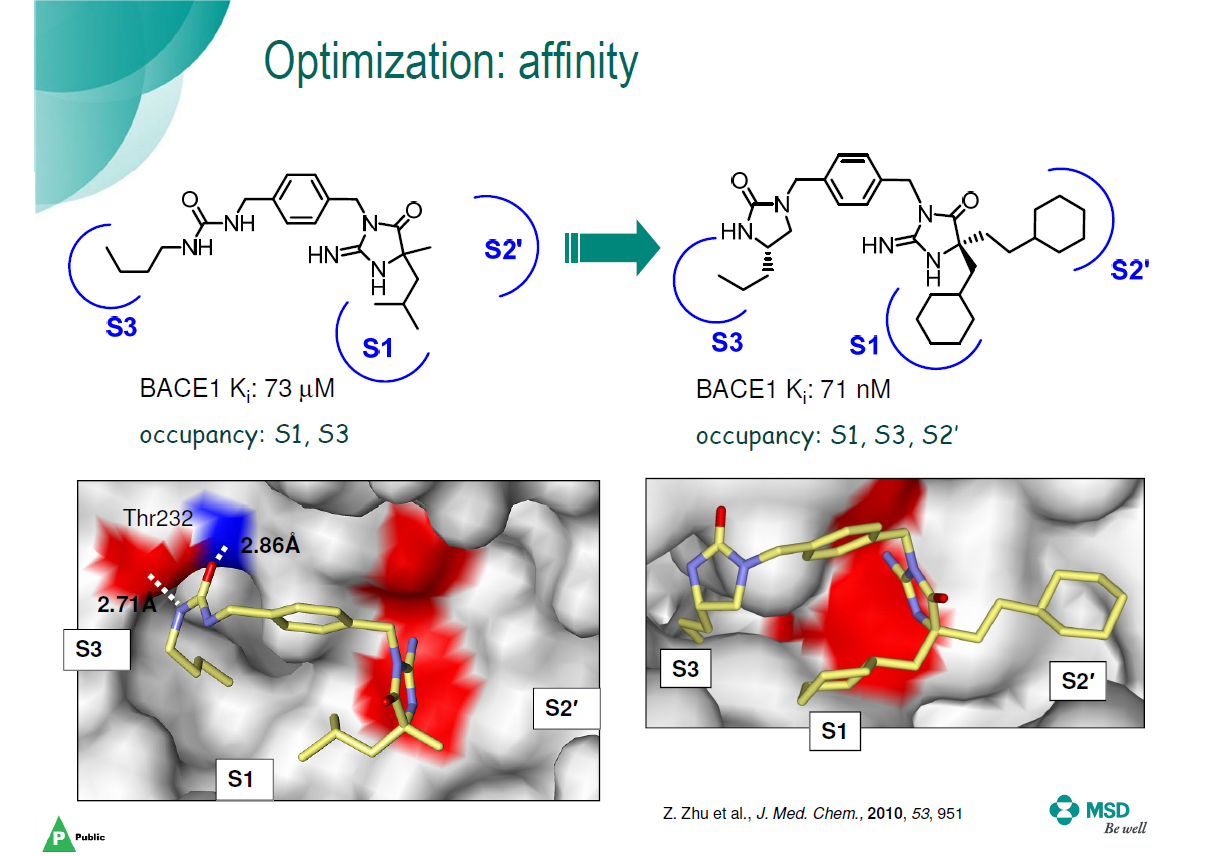 Optimization: affinity
O
NH
NH
N
O
HN
N
H
S3
S1
S2'
BACE1 Ki: 73 μM
occupancy: S1, S3
O
N
HN
N
O
HN
N
H
S3
S1
S2'
BACE1 Ki: 71 nM
occupancy: S1, S3, S2'
Thr232
2.86Å
2.71Å
S3
S2′
S1
S3
S2′
S1
Z. Zhu et al., J. Med. Chem., 2010, 53, 951
P Public
MSD
Be well